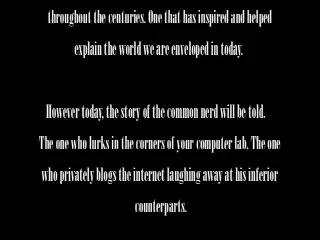 throughout the centuries. One that has inspired and helped
explain the world we are enveloped in today.
However today, the story of the common nerd will be told.
The one who lurks in the corners of your computer lab. The one
who privately blogs the internet laughing away at his inferior
counterparts.